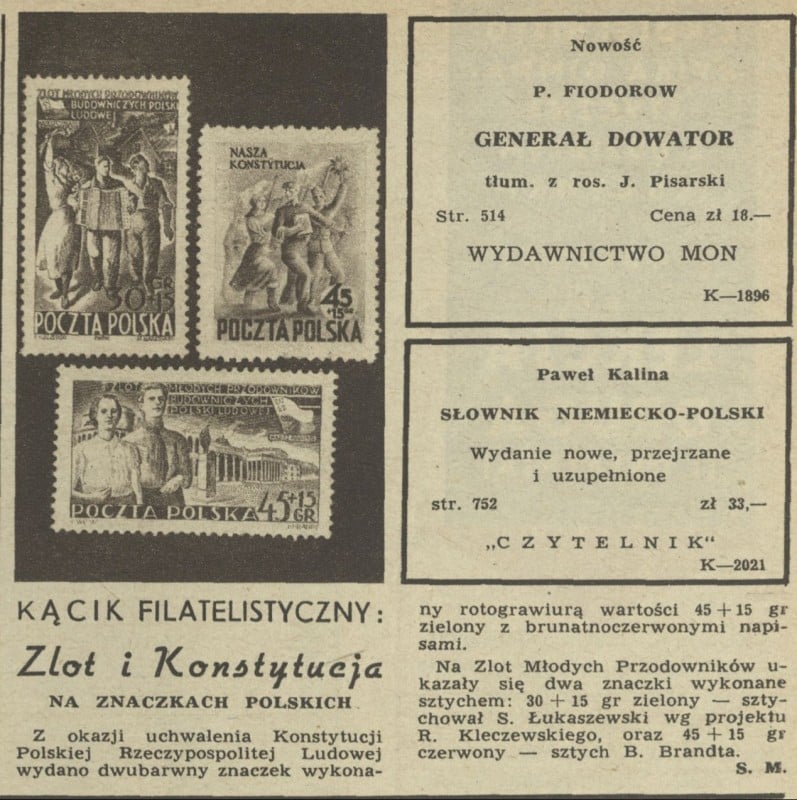 ZLOT MŁODYCH PRZODOWNIKÓW
BUDOWNICZYCH POLSKI
LUDOWEJ
30 GR
+15
POCZTA POLSKA
NASZA
KONSTYTUCJA
45
+15 GR
POCZTA POLSKA
ZLOT MŁODYCH PRZODOWNIKÓW
BUDOWNICZYCH
POLSKI LUDOWEJ
POCZTA POLSKA 45+15
GR
KĄCIK FILATELISTYCZNY:
Zlot i Konstytucja
NA ZNACZKACH POLSKICH
Z okazji uchwalenia Konstytucji
Polskiej Rzeczypospolitej Ludowej
wydano dwubarwny znaczek wykona-
ny rotograwiurą wartości 45+15 gr
zielony z brunatnoczerwonymi napi-
sami.
Na Zlot Młodych Przodowników u-
kazały się dwa znaczki wykonane
sztychem: 30+15 gr zielony — szty-
chował S. Łukaszewski wg projektu
R. Kleczewskiego, oraz 45+15 gr
czerwony — sztych B. Brandta.
S. M.
Nowość
P. FIODOROW
GENERAŁ DOWATOR
tłum. z ros. J. Pisarski
Str. 514 Cena zł 18.—
WYDAWNICTWO MON
K—1896
Paweł Kalina
SŁOWNIK NIEMIECKO-POLSKI
Wydanie nowe, przejrzane
i uzupełnione
str. 752 zł 33,—
„CZYTELNIK“
K—2021